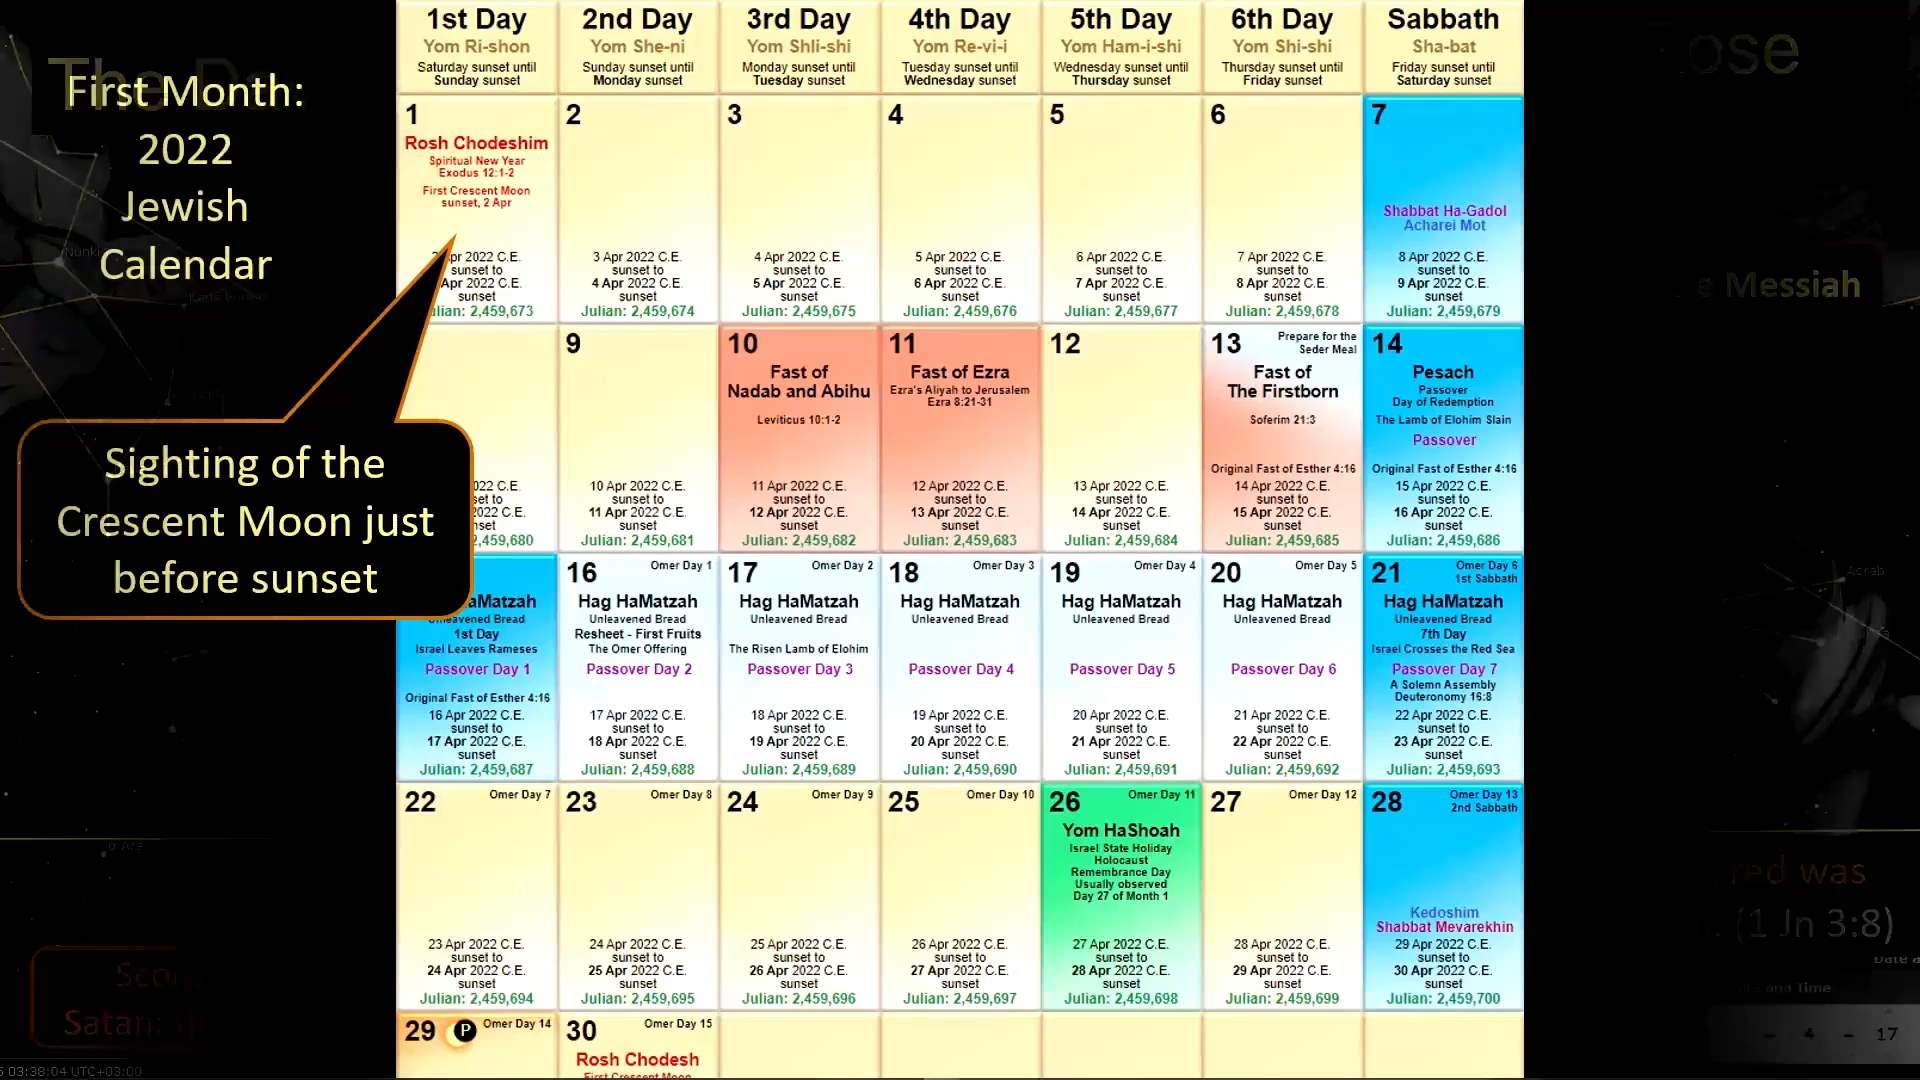 First Month:
2022
Jewish
Calendar
Sighting of the
Crescent Moon just
before sunset
1st Day
Yom Ri-shon
Saturday sunset until
Sunday sunset
2nd Day
Yom She-ni
Sunday sunset until
Monday sunset
3rd Day
Yom Shli-shi
Monday sunset until
Tuesday sunset
4th Day
Yom Re-vi-i
Tuesday sunset until
Wednesday sunset
5th Day
Yom Ham-i-shi
Wednesday sunset until
Thursday sunset
6th Day
Yom Shi-shi
Thursday sunset until
Friday sunset
Sabbath
Sha-bat
Friday sunset until
Saturday sunset
1
Rosh Chodeshim
Spiritual New Year
Exodus 12:1-2
First Crescent Moon
sunset, 2 Apr
2022 C.E.
sunset to
Apr 2022 C.E.
sunset
2,459,673
2
3 Apr 2022 C.E.
sunset to
4 Apr 2022 C.E.
sunset
Julian: 2,459,674
3
4 Apr 2022 C.E.
sunset to
5 Apr 2022 C.E.
sunset
Julian: 2,459,675
4
5 Apr 2022 C.E.
sunset to
6 Apr 2022 C.E.
sunset
Julian: 2,459,676
5
6 Apr 2022 C.E.
sunset to
7 Apr 2022 C.E.
sunset
Julian: 2,459,677
6
7 Apr 2022 C.E.
sunset to
8 Apr 2022 C.E.
sunset
Julian: 2,459,678
7
Shabbat Ha-Gadol
Acharei Mot
8 Apr 2022 C.E.
sunset to
9 Apr 2022 C.E.
sunset
Julian: 2,459,679
C.E.
to
C.E.
sunset
2,459,680
9
10 Apr 2022 C.E.
sunset to
11 Apr 2022 C.E.
sunset
Julian: 2,459,681
10
Fast of
Nadab and Abihu
Leviticus 10:1-2
11 Apr 2022 C.E.
sunset to
12 Apr 2022 C.E.
sunset
Julian: 2,459,682
11
Fast of Ezra
Ezra's Aliyah to Jerusalem
Ezra 8:21-31
12 Apr 2022 C.E.
sunset to
13 Apr 2022 C.E.
sunset
Julian: 2,459,683
12
13 Apr 2022 C.E.
sunset to
14 Apr 2022 C.E.
sunset
Julian: 2,459,684
13 Prepare for the
Seder Meal
Fast of
The Firstborn
Soferim 21:3
Original Fast of Esther 4:16
14 Apr 2022 C.E.
sunset to
15 Apr 2022 C.E.
sunset
Julian: 2,459,685
14
Pesach
Passover
Day of Redemption
The Lamb of Elohim Slain
Passover
Original Fast of Esther 4:16
15 Apr 2022 C.E.
sunset to
16 Apr 2022 C.E.
sunset
Julian: 2,459,686
aMatzah
Unleavened Bread
1st Day
Israel Leaves Rameses
Passover Day 1
Original Fast of Esther 4:16
16 Apr 2022 C.E.
sunset to
17 Apr 2022 C.E.
sunset
Julian: 2,459,687
16 Omer Day 1
Hag HaMatzah
Unleavened Bread
Resheet - First Fruits
The Omer Offering
Passover Day 2
17 Apr 2022 C.E.
sunset to
18 Apr 2022 C.E.
sunset
Julian: 2,459,688
17 Omer Day 2
Hag HaMatzah
Unleavened Bread
The Risen Lamb of Elohim
Passover Day 3
18 Apr 2022 C.E.
sunset to
19 Apr 2022 C.E.
sunset
Julian: 2,459,689
18 Omer Day 3
Hag HaMatzah
Unleavened Bread
Passover Day 4
19 Apr 2022 C.E.
sunset to
20 Apr 2022 C.E.
sunset
Julian: 2,459,690
19 Omer Day 4
Hag HaMatzah
Unleavened Bread
Passover Day 5
20 Apr 2022 C.E.
sunset to
21 Apr 2022 C.E.
sunset
Julian: 2,459,691
20 Omer Day 5
Hag HaMatzah
Unleavened Bread
Passover Day 6
21 Apr 2022 C.E.
sunset to
22 Apr 2022 C.E.
sunset
Julian: 2,459,692
21 Omer Day 6
1st Sabbath
Hag HaMatzah
Unleavened Bread
7th Day
Israel Crosses the Red Sea
Passover Day 7
A Solemn Assembly
Deuteronomy 16:8
22 Apr 2022 C.E.
sunset to
23 Apr 2022 C.E.
sunset
Julian: 2,459,693
22 Omer Day 7
23 Apr 2022 C.E.
sunset to
24 Apr 2022 C.E.
sunset
Julian: 2,459,694
23 Omer Day 8
24 Apr 2022 C.E.
sunset to
25 Apr 2022 C.E.
sunset
Julian: 2,459,695
24 Omer Day 9
25 Apr 2022 C.E.
sunset to
26 Apr 2022 C.E.
sunset
Julian: 2,459,696
25 Omer Day 10
26 Apr 2022 C.E.
sunset to
27 Apr 2022 C.E.
sunset
Julian: 2,459,697
26 Omer Day 11
Yom HaShoah
Israel State Holiday
Holocaust
Remembrance Day
Usually observed
Day 27 of Month 1
27 Apr 2022 C.E.
sunset to
28 Apr 2022 C.E.
sunset
Julian: 2,459,698
27 Omer Day 12
28 Apr 2022 C.E.
sunset to
29 Apr 2022 C.E.
sunset
Julian: 2,459,699
28 Omer Day 13
2nd Sabbath
Kedoshim
Shabbat Mevarekhin
29 Apr 2022 C.E.
sunset to
30 Apr 2022 C.E.
sunset
Julian: 2,459,700
29 P Omer Day 14
30 Omer Day 15
Rosh Chodesh
First Crescent Moon
Messiah
was
(1 Jn 3:8)
Satan:
4 - 17
03:38:04 UTC+03:00